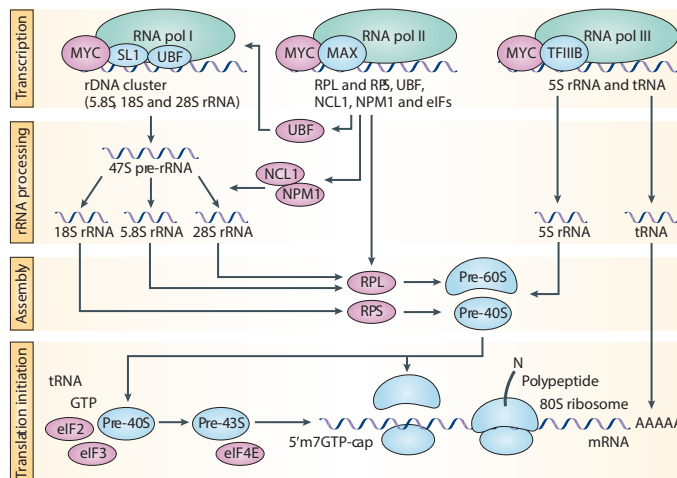 Transcription
RNA pol I
MYC
SL1
UBF
rDNA cluster
(5.8S, 18S and 28S rRNA)
RNA pol II
MYC
MAX
RPL and RPS, UBF,
NCL1, NPM1 and eIFs
RNA pol III
MYC
TFIIIB
5S rRNA and tRNA
UBF
rRNA processing
47S pre-rRNA
NCL1
NPM1
18S rRNA
5.8S rRNA
28S rRNA
5S rRNA
tRNA
Assembly
RPL
Pre-60S
RPS
Pre-40S
Translation initiation
tRNA
GTP
eIF2
Pre-40S
eIF3
Pre-43S
eIF4E
5'm7GTP-cap
N
Polypeptide
80S ribosome
AAAAA
mRNA